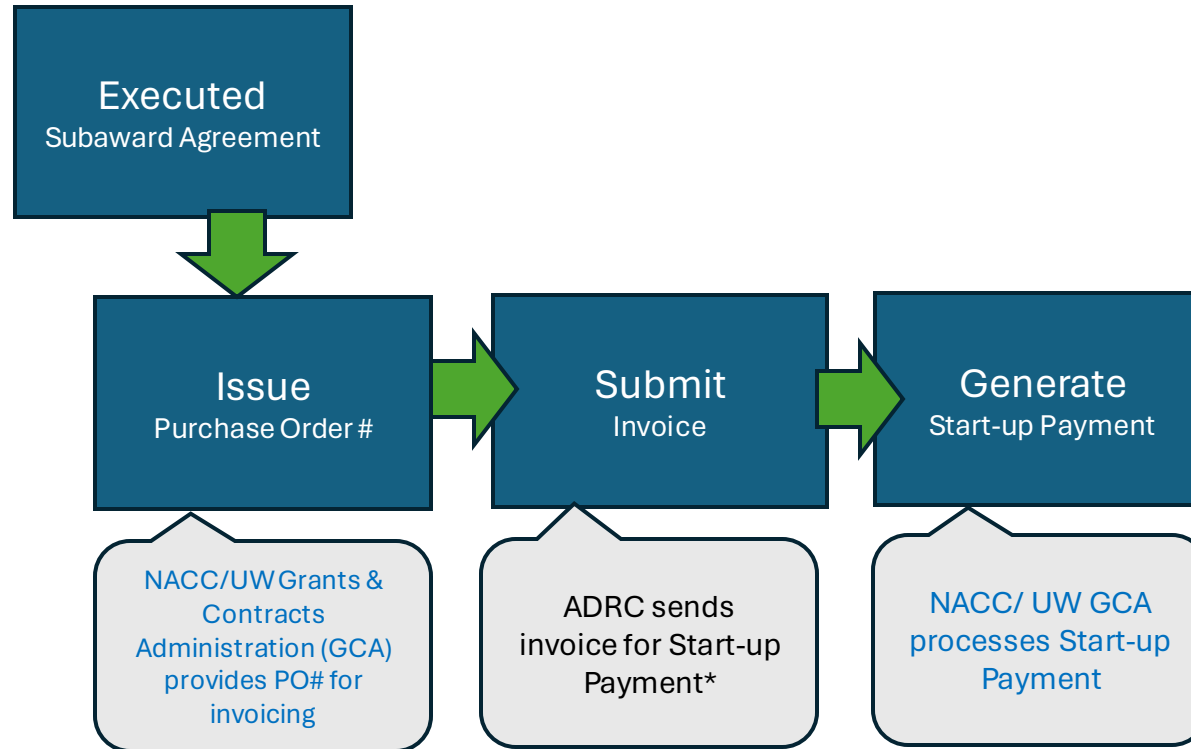 Executed
Subaward Agreement
Issue
Purchase Order #
Submit
Invoice
Generate
Start-up Payment
NACC/UW Grants &
Contracts
Administration (GCA)
provides PO# for
invoicing
ADRC sends
invoice for Start-up
Payment*
NACC/ UW GCA
processes Start-up
Payment